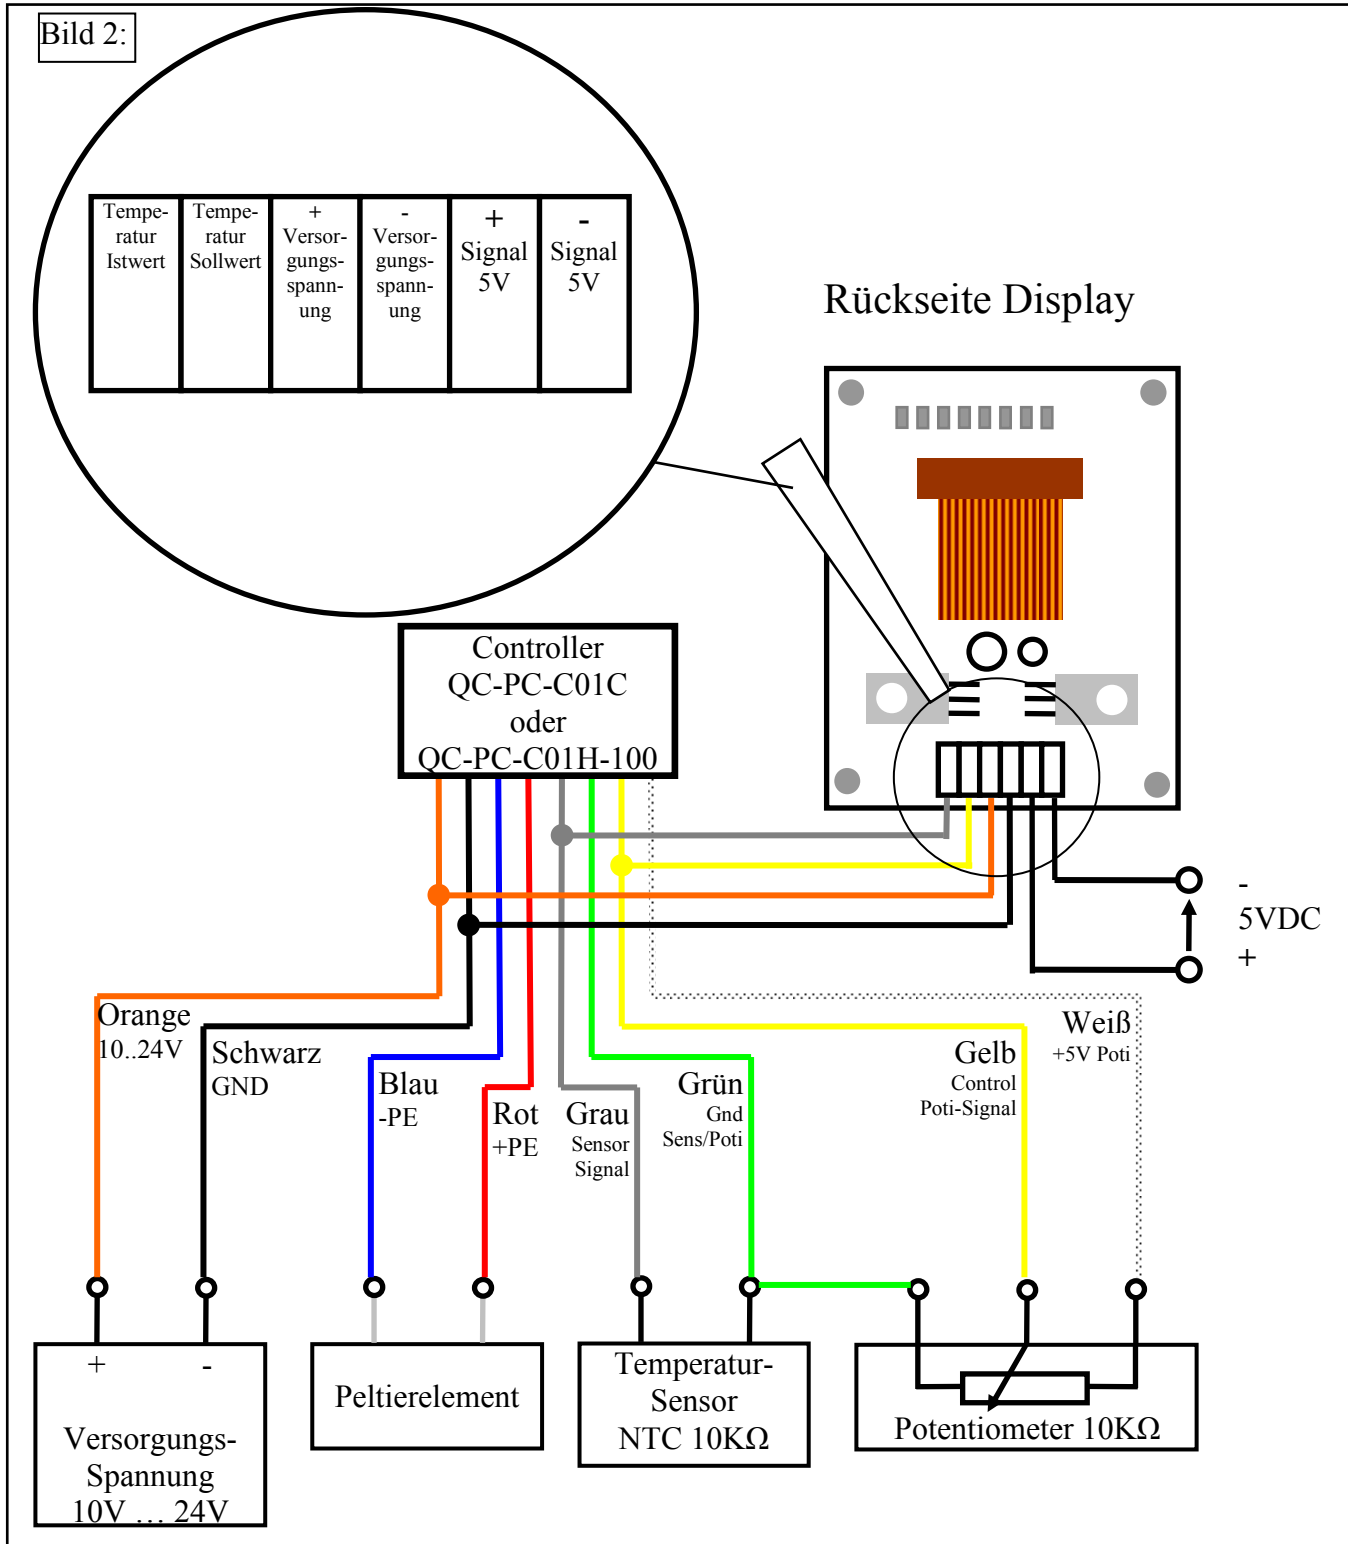 Bild 2:
Tempe-
ratur
Istwert
Tempe-
ratur
Sollwert
+
Versor-
gungs-
spann-
ung
-
Versor-
gungs-
spann-
ung
+
Signal
5V
-
Signal
5V
Rückseite Display
Controller
QC-PC-C01C
oder
QC-PC-C01H-100
-
5VDC
+
Orange
10..24V
Schwarz
GND
Blau
-PE
Rot
+PE
Grau
Sensor
Signal
Grün
Gnd
Sens/Poti
Gelb
Control
Poti-Signal
Weiß
+5V Poti
+ -
Versorgungs-
Spannung
10V … 24V
Peltierelement
Temperatur-
Sensor
NTC 10KΩ
Potentiometer 10KΩ